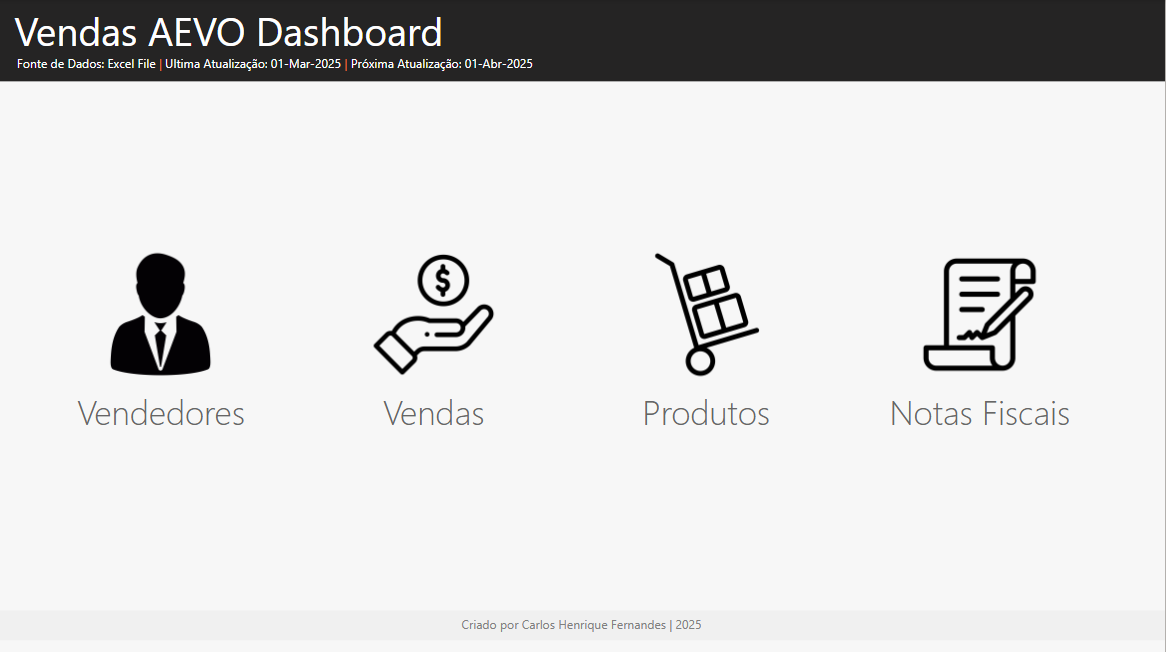 Vendas AEVO Dashboard
Fonte de Dados: Excel File | Ultima Atualização: 01-Mar-2025 | Próxima Atualização: 01-Abr-2025
$
Vendedores
Vendas
Produtos
Notas Fiscais
Criado por Carlos Henrique Fernandes | 2025